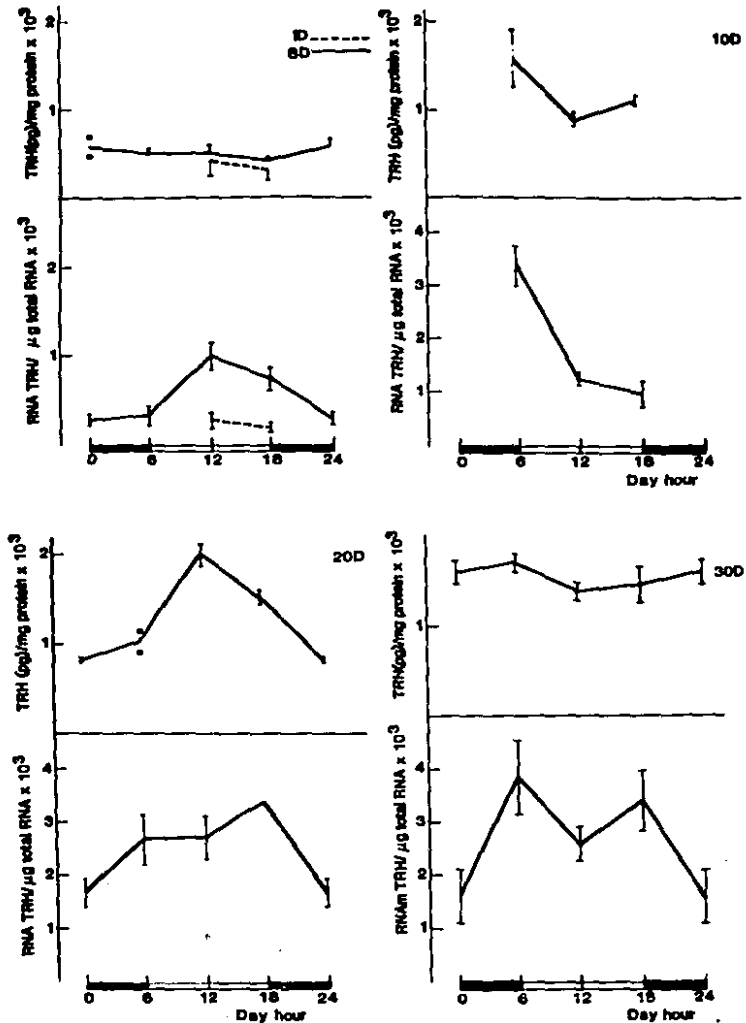 1D
6D
TRH(pg)/mg protein x 10³
2
1
RNA TRH/ µg total RNA x 10³
2
1
0 6 12 18 24
10D
TRH (pg)/mg protein x 10³
2
1
RNA TRH/ µg total RNA x 10³
4
3
2
1
0 6 12 18 24
Day hour
20D
TRH (pg)/mg protein x 10³
2
1
RNA TRH/ µg total RNA x 10³
4
3
2
1
0 6 12 18 24
Day hour
30D
TRH(pg)/mg protein x 10³
2
1
RNAm TRH/ µg total RNA x 10³
4
3
2
1
0 6 12 18 24
Day hour